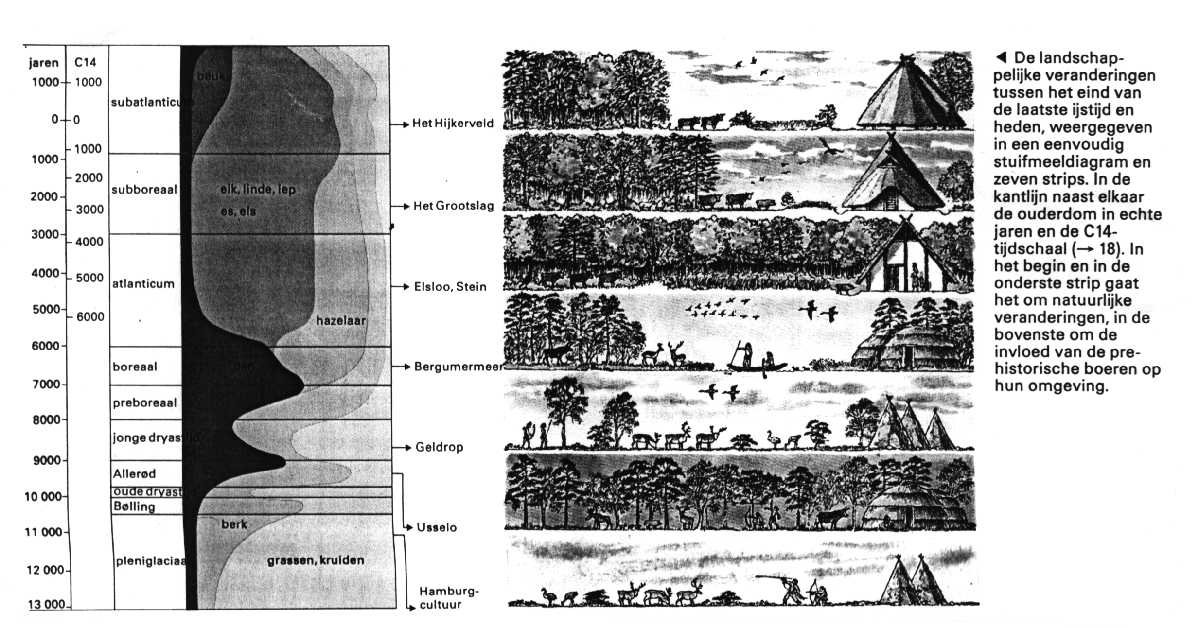 jaren C14
1000 1000
0 0
1000 1000
2000 2000
3000 3000
4000 4000
5000 5000
6000 6000
7000
8000
9000
10 000
11 000
12 000
13 000
subatlanticum
subboreaal
atlanticum
boreaal
preboreaal
jonge dryastijd
Allerød
oude dryast
Bølling
pleniglaciaal
beuk
eik, linde, iep
es, els
hazelaar
berk
grassen, kruiden
Het Hijkerveld
Het Grootslag
Elsloo, Stein
Bergumermeer
Geldrop
Usselo
Hamburg-
cultuur
◄ De landschap-
pelijke veranderingen
tussen het eind van
de laatste ijstijd en
heden, weergegeven
in een eenvoudig
stuifmeeldiagram en
zeven strips. In de
kantlijn naast elkaar
de ouderdom in echte
jaren en de C14-
tijdschaal (→ 18). In
het begin en in de
onderste strip gaat
het om natuurlijke
veranderingen, in de
bovenste om de
invloed van de pre-
historische boeren op
hun omgeving.